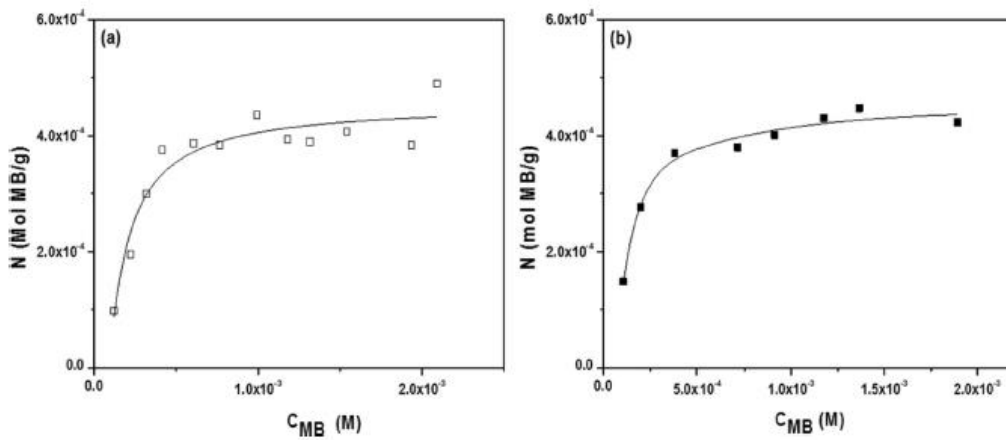 (a)
N (Mol MB/g)
6.0x10⁻⁴
4.0x10⁻⁴
2.0x10⁻⁴
0.0
0.0
1.0x10⁻³
2.0x10⁻³
C_MB (M)
(b)
N (mol MB/g)
6.0x10⁻⁴
4.0x10⁻⁴
2.0x10⁻⁴
0.0
0.0
5.0x10⁻⁴
1.0x10⁻³
1.5x10⁻³
2.0x10⁻³
C_MB (M)